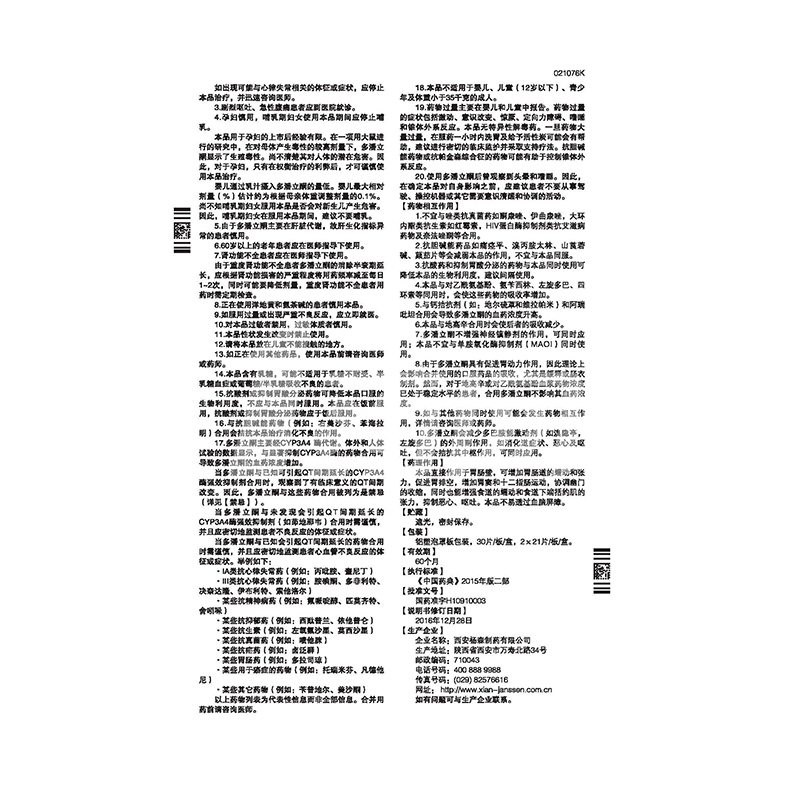 021076K
如出现可能与心律失常相关的体征或症状，应停止
本品治疗，并迅速咨询医师。
3.剧烈呕吐、急性腹痛患者应到医院就诊。
4.孕妇慎用，哺乳期妇女使用本品期间应停止哺
乳。
本品用于孕妇的上市后经验有限。在一项用大鼠进
行的研究中，在对母体产生毒性的较高剂量下，多潘立
酮显示了生殖毒性。尚不清楚其对人体的潜在危害。因
此，对于孕妇，只有在权衡治疗的利弊后，才可谨慎使
用本品治疗。
婴儿通过乳汁摄入多潘立酮的量低。婴儿最大相对
剂量（%）估计约为根据母亲体重调整剂量的0.1%。
尚不知哺乳期妇女服用本品是否会对新生儿产生危害。
因此，哺乳期妇女在服用本品期间，建议不要哺乳。
5.由于多潘立酮主要在肝脏代谢，故肝生化指标异
常的患者慎用。
6.60岁以上的老年患者应在医师指导下使用。
7.肾功能不全患者应在医师指导下使用。
由于重度肾功能不全患者多潘立酮的消除半衰期延
长，应根据肾功能损害的严重程度将用药频率减至每日
1~2次，同时可能要降低剂量，重度肾功能不全患者用
药时需定期检查。
8.正在使用洋地黄和氨茶碱的患者慎用本品。
9.如服用过量或出现严重不良反应，应立即就医。
10.对本品过敏者禁用，过敏体质者慎用。
11.本品性状发生改变时禁止使用。
12.请将本品放在儿童不能接触的地方。
13.如正在使用其他药品，使用本品前请咨询医师
或药师。
14.本品含有乳糖，可能不适用于乳糖不耐受、半
乳糖血症或葡萄糖/半乳糖吸收不良的患者。
15.抗酸剂或抑制胃酸分泌药物可降低本品口服的
生物利用度，不应与本品同时服用。本品应在饭前服
用，抗酸剂或抑制胃酸分泌药物应于饭后服用。
16.与抗胆碱能药物（例如：右美沙芬、苯海拉
明）合用会拮抗本品治疗消化不良的作用。
17.多潘立酮主要经CYP3A4 酶代谢。体外和人体
试验的数据显示，与显著抑制CYP3A4酶的药物合用可
导致多潘立酮的血药浓度增加。
当多潘立酮与已知可引起QT间期延长的CYP3A4
酶强效抑制剂合用时，观察到了有临床意义的QT间期
改变。因此，多潘立酮与这些药物合用被列为是禁忌
（详见【禁忌】）。
当多潘立酮与未发现会引起QT间期延长的
CYP3A4酶强效抑制剂（如茚地那韦）合用时需谨慎，
并且应密切地监测患者不良反应的体征或症状。
当多潘立酮与已知会引起QT间期延长的药物合用
时需谨慎，并且应密切地监测患者心血管不良反应的体
征或症状。举例如下：
·IA类抗心律失常药（例如：丙吡胺、奎尼丁）
·III类抗心律失常药（例如：胺碘酮、多非利特、
决奈达隆、伊布利特、索他洛尔）
·某些抗精神病药（例如：氟哌啶醇、匹莫齐特、
舍吲哚）
·某些抗抑郁药（例如：西酞普兰、依他普仑）
·某些抗生素（例如：左氧氟沙星、莫西沙星）
·某些抗真菌药（例如：喷他脒）
·某些抗疟药（例如：卤泛群）
·某些胃肠药（例如：多拉司琼）
·某些用于癌症的药物（例如：托瑞米芬、凡德他
尼）
·某些其它药物（例如：苄普地尔、美沙酮）
以上药物列表为代表性信息而非全部信息。合并用
药前请咨询医师。
18.本品不适用于婴儿、儿童（12岁以下）、青少
年及体重小于35千克的成人。
19.药物过量主要在婴儿和儿童中报告。药物过量
的症状包括激动、意识改变、惊厥、定向力障碍、嗜睡
和锥体外系反应。本品无特异性解毒药。一旦药物大
量过量，在服药一小时内洗胃及给予活性炭可能会有帮
助，建议进行密切的临床监护并采取支持疗法。抗胆碱
能药物或抗帕金森综合征的药物可能有助于控制锥体外
系反应。
20.使用多潘立酮后曾观察到头晕和嗜睡。因此，
在确定本品对自身影响之前，应建议患者不要从事驾
驶、操控机器或其它需要意识清醒和协调的活动。
【药物相互作用】
1.不宜与唑类抗真菌药如酮康唑、伊曲康唑，大环
内酯类抗生素如红霉素，HIV蛋白酶抑制剂类抗艾滋病
药物及奈法唑酮等合用。
2.抗胆碱能药品如痛痉平、溴丙胺太林、山莨菪
碱、颠茄片等会减弱本品的作用，不宜与本品同服。
3.抗酸药和抑制胃酸分泌的药物与本品同时使用可
降低本品的生物利用度，建议间隔使用。
4.本品与对乙酰氨基酚、氨苄西林、左旋多巴、四
环素等同用时，会使这些药物的吸收率增加。
5.与钙拮抗剂（如：地尔硫䓬和维拉帕米）和阿瑞
吡坦合用会导致多潘立酮的血药浓度升高。
6.本品与地高辛合用时会使后者的吸收减少。
7.多潘立酮不增强神经镇静剂的作用，可同时应
用；本品不宜与单胺氧化酶抑制剂（MAOI）同时使
用。
8.由于多潘立酮具有促进胃动力作用，因此理论上
会影响合并使用的口服药品的吸收，尤其是缓释或肠衣
制剂。然而，对于地高辛或对乙酰氨基酚血浆药物浓度
已处于稳定水平的患者，合用多潘立酮不影响其血药浓
度。
9.如与其他药物同时使用可能会发生药物相互作
用，详情请咨询医师或药师。
10.多潘立酮会减少多巴胺能激动剂（如溴隐亭，
左旋多巴）的外周副作用，如消化道症状、恶心及呕
吐，但不会拮抗其中枢作用，可同时应用。
【药理作用】
本品直接作用于胃肠壁，可增加胃肠道的蠕动和张
力，促进胃排空，增加胃窦和十二指肠运动，协调幽门
的收缩，同时也能增强食道的蠕动和食道下端括约肌的
张力，抑制恶心、呕吐。本品不易透过血脑屏障。
【贮藏】
遮光，密封保存。
【包装】
铝塑泡罩板包装，30片/板/盒，2×21片/板/盒。
【有效期】
60个月
【执行标准】
《中国药典》2015年版二部
【批准文号】
国药准字H10910003
【说明书修订日期】
2016年12月28日
【生产企业】
企业名称：西安杨森制药有限公司
生产地址：陕西省西安市万寿北路34号
邮政编码：710043
电话号码：400 888 9988
传真号码：(029) 82576616
网址：http://www.xian-janssen.com.cn
如有问题可与生产企业联系。